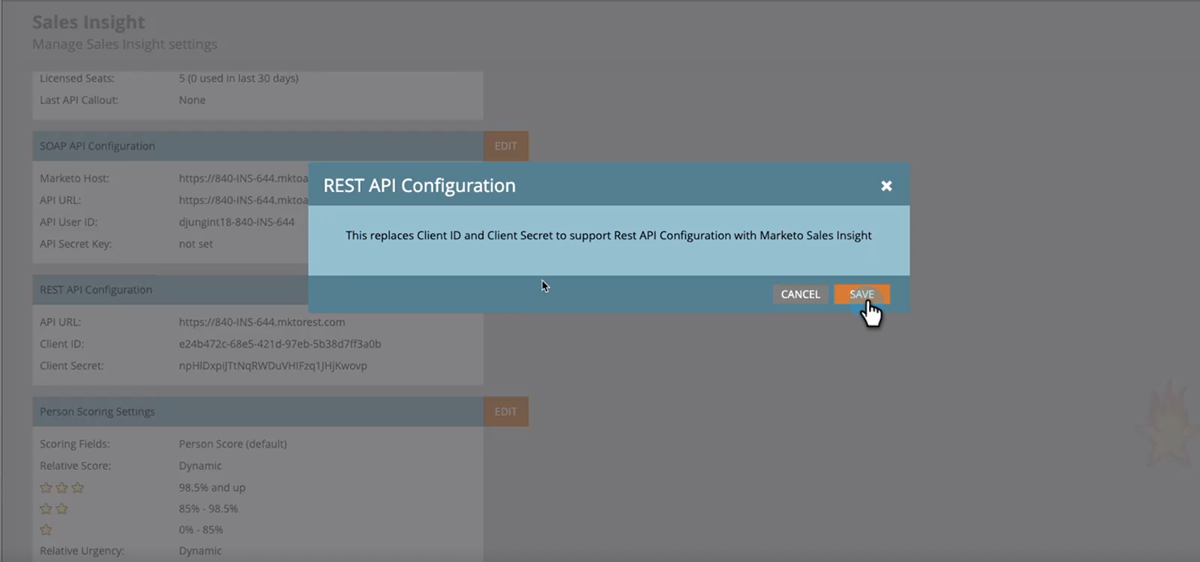 Sales Insight
Manage Sales Insight settings
Licensed Seats: 5 (0 used in last 30 days)
Last API Callout: None
SOAP API Configuration EDIT
Marketo Host: https://840-INS-644.mktoa
API URL: https://840-INS-644.mktoa
API User ID: djungint18-840-INS-644
API Secret Key: not set
REST API Configuration
This replaces Client ID and Client Secret to support Rest API Configuration with Marketo Sales Insight
CANCEL SAVE
REST API Configuration
API URL: https://840-INS-644.mktorest.com
Client ID: e24b472c-68e5-421d-97eb-5b38d7ff3a0b
Client Secret:
Person Scoring Settings EDIT
Scoring Fields: Person Score (default)
Relative Score: Dynamic
98.5% and up
85% - 98.5%
0% - 85%
Relative Urgency: Dynamic